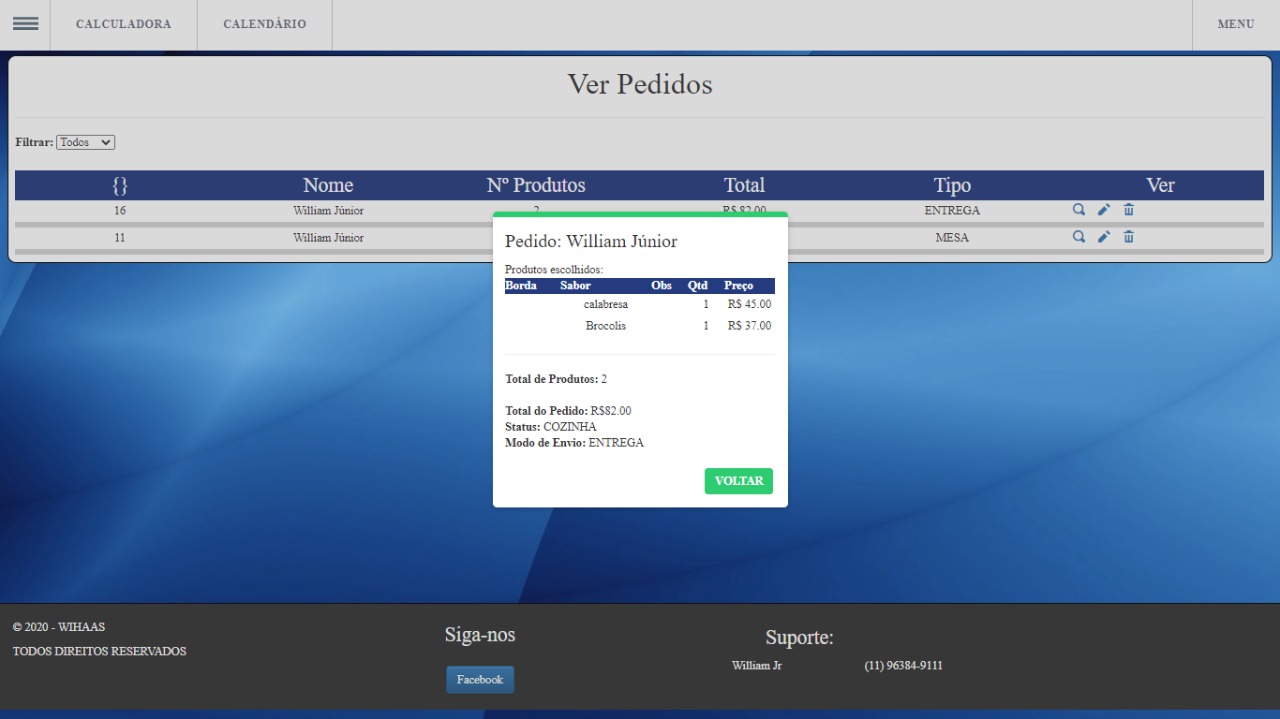 CALCULADORA CALENDÁRIO MENU
Ver Pedidos
Filtrar: Todos
{} Nome Nº Produtos Total Tipo Ver
16 William Júnior 2 R$ 82.00 ENTREGA
11 William Júnior MESA
Pedido: William Júnior
Produtos escolhidos:
Borda Sabor Obs Qtd Preço
calabresa 1 R$ 45.00
Brocolis 1 R$ 37.00
Total de Produtos: 2
Total do Pedido: R$82.00
Status: COZINHA
Modo de Envio: ENTREGA
VOLTAR
© 2020 - WIHAAS
TODOS DIREITOS RESERVADOS
Siga-nos
Facebook
Suporte:
William Jr (11) 96384-9111